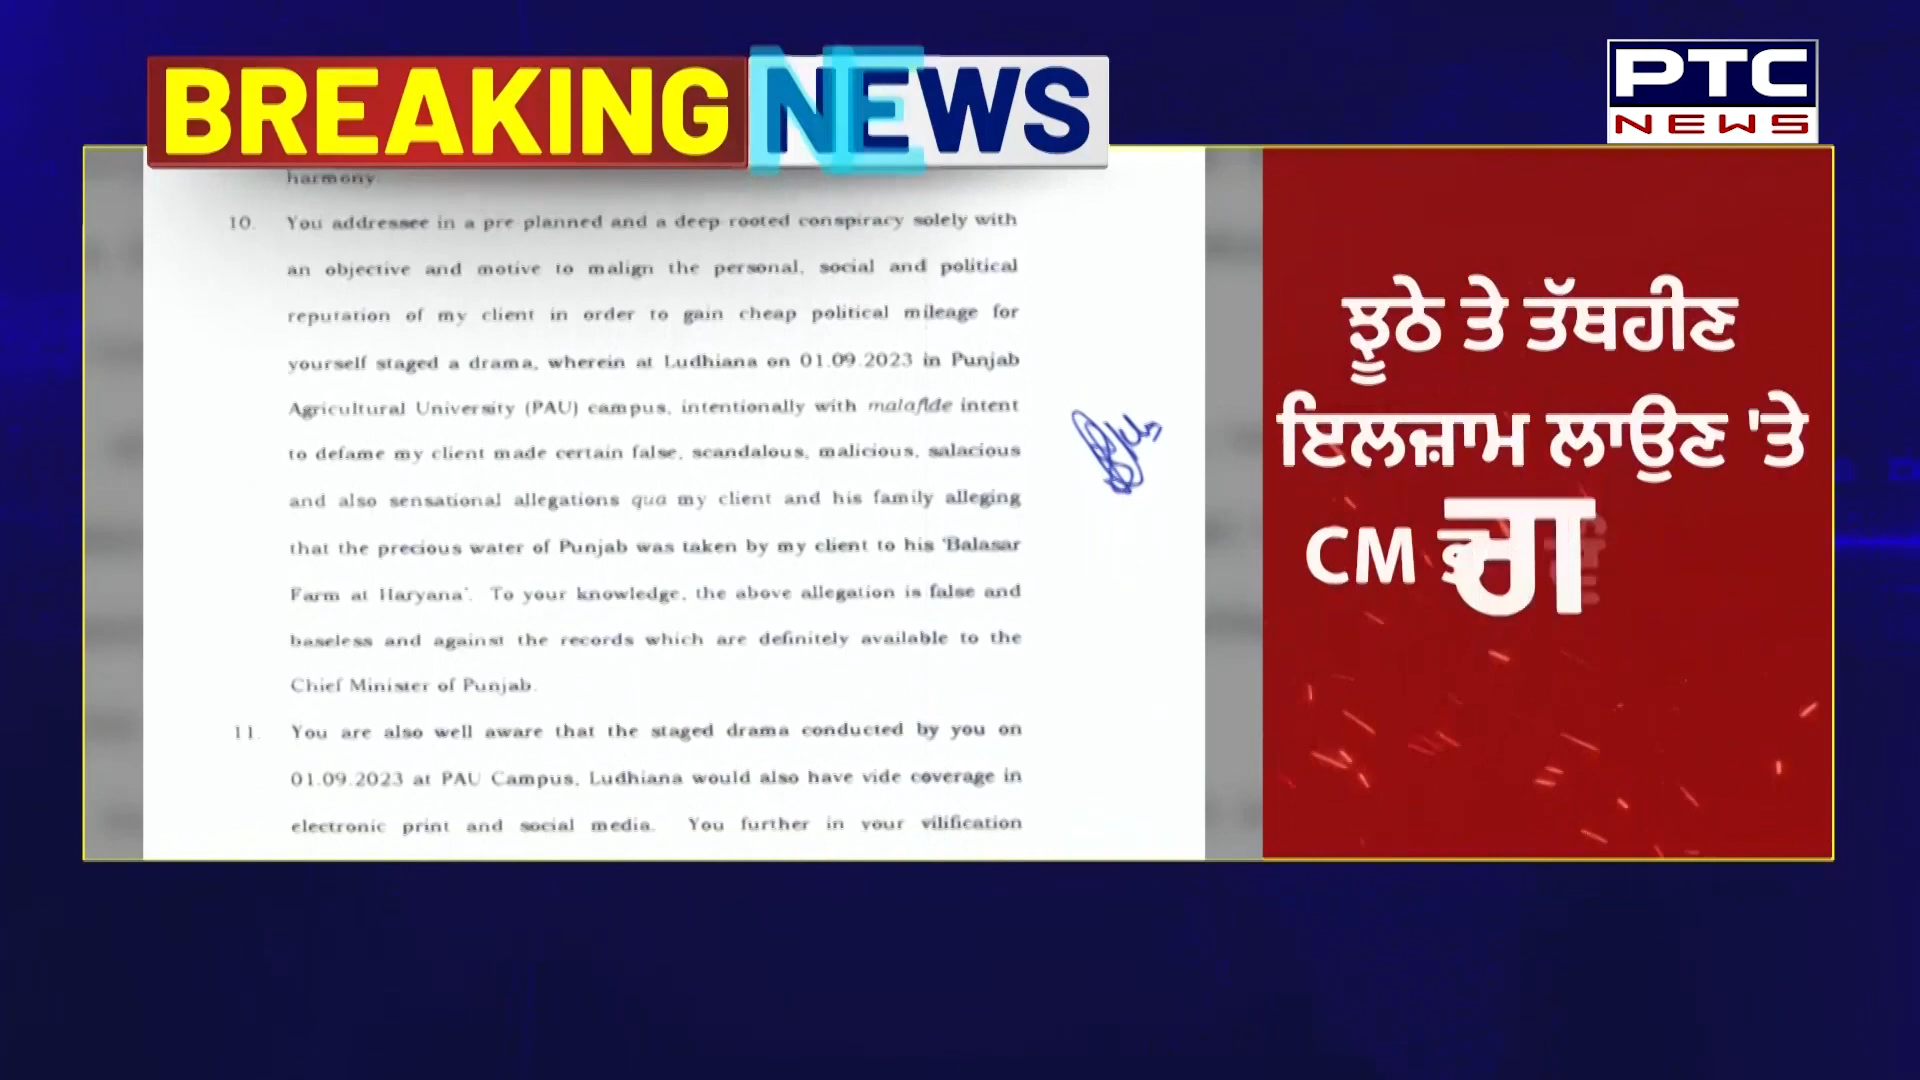 BREAKING NEWS
PTC
NEWS
harmony.
10. You addressee in a pre planned and a deep rooted conspiracy solely with
an objective and motive to malign the personal, social and political
reputation of my client in order to gain cheap political mileage for
yourself staged a drama, wherein at Ludhiana on 01.09.2023 in Punjab
Agricultural University (PAU) campus, intentionally with malafide intent
to defame my client made certain false, scandalous, malicious, salacious
and also sensational allegations qua my client and his family alleging
that the precious water of Punjab was taken by my client to his 'Balasar
Farm at Haryana'. To your knowledge, the above allegation is false and
baseless and against the records which are definitely available to the
Chief Minister of Punjab.
11. You are also well aware that the staged drama conducted by you on
01.09.2023 at PAU Campus, Ludhiana would also have vide coverage in
electronic print and social media. You further in your vilification
ਝੂਠੇ ਤੇ ਤੱਥਹੀਣ
ਇਲਜ਼ਾਮ ਲਾਉਣ 'ਤੇ
CM